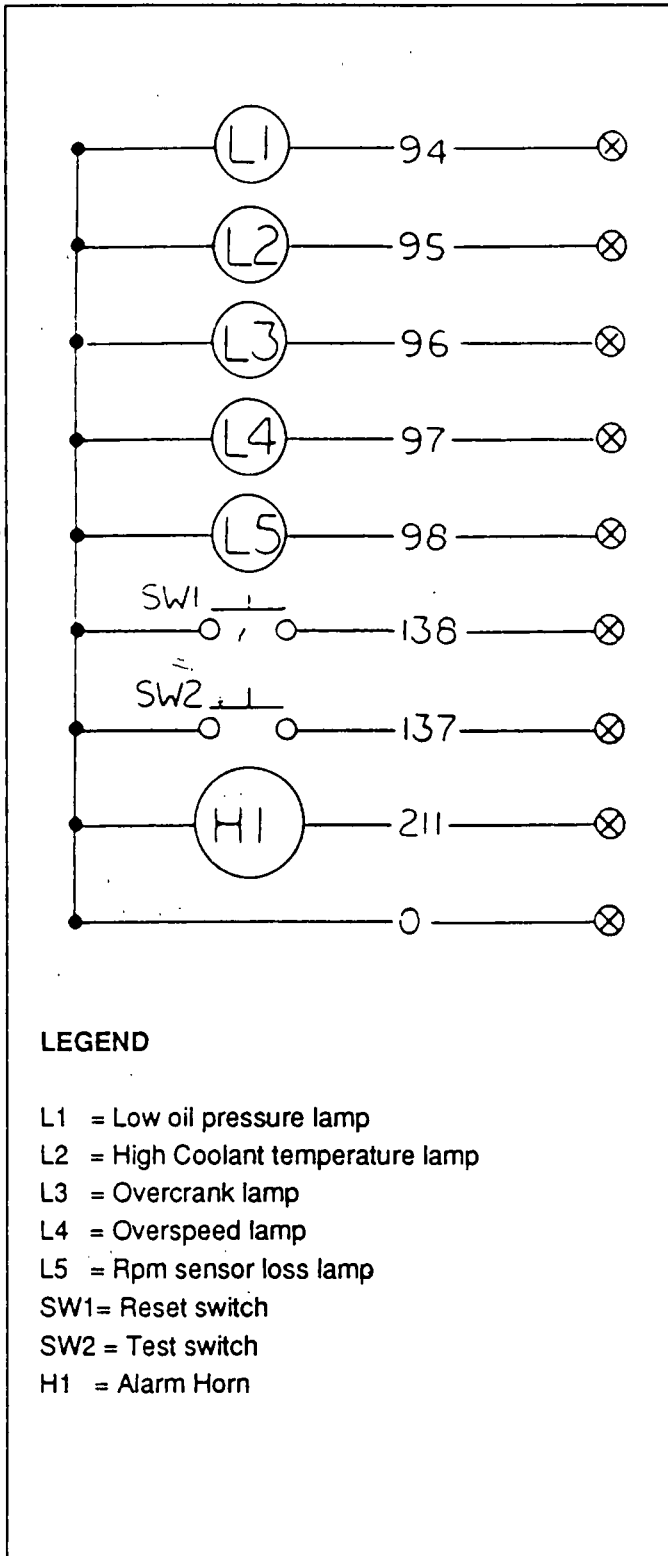 L1 94
L2 95
L3 96
L4 97
L5 98
SW1 138
SW2 137
H1 211
0
LEGEND
L1 = Low oil pressure lamp
L2 = High Coolant temperature lamp
L3 = Overcrank lamp
L4 = Overspeed lamp
L5 = Rpm sensor loss lamp
SW1= Reset switch
SW2 = Test switch
H1 = Alarm Horn